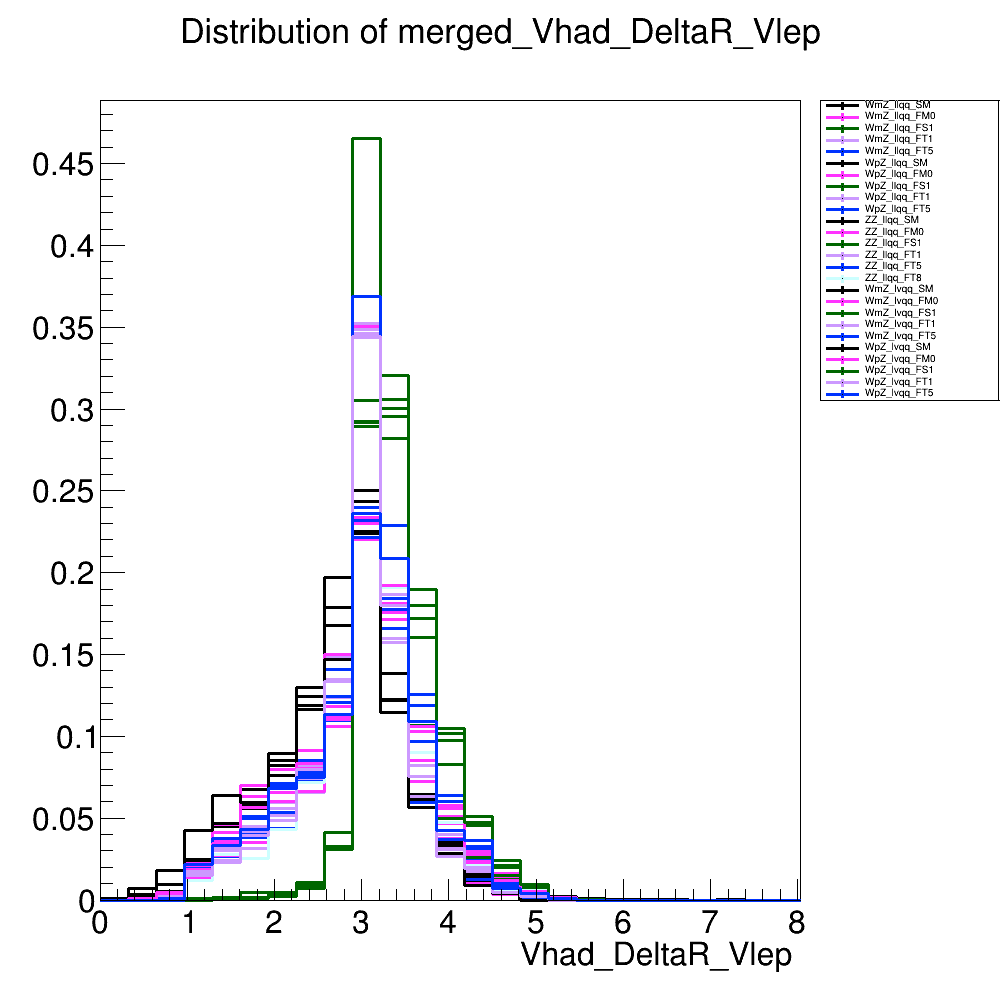 Distribution of merged_Vhad_DeltaR_Vlep
WmZ_llqq_SM
WmZ_llqq_FM0
WmZ_llqq_FS1
WmZ_llqq_FT1
WmZ_llqq_FT5
WpZ_llqq_SM
WpZ_llqq_FM0
WpZ_llqq_FS1
WpZ_llqq_FT1
WpZ_llqq_FT5
ZZ_llqq_SM
ZZ_llqq_FM0
ZZ_llqq_FS1
ZZ_llqq_FT1
ZZ_llqq_FT5
ZZ_llqq_FT8
WmZ_lvqq_SM
WmZ_lvqq_FM0
WmZ_lvqq_FS1
WmZ_lvqq_FT1
WmZ_lvqq_FT5
WpZ_lvqq_SM
WpZ_lvqq_FM0
WpZ_lvqq_FS1
WpZ_lvqq_FT1
WpZ_lvqq_FT5
0.45
0.4
0.35
0.3
0.25
0.2
0.15
0.1
0.05
0
0 1 2 3 4 5 6 7 8
Vhad_DeltaR_Vlep